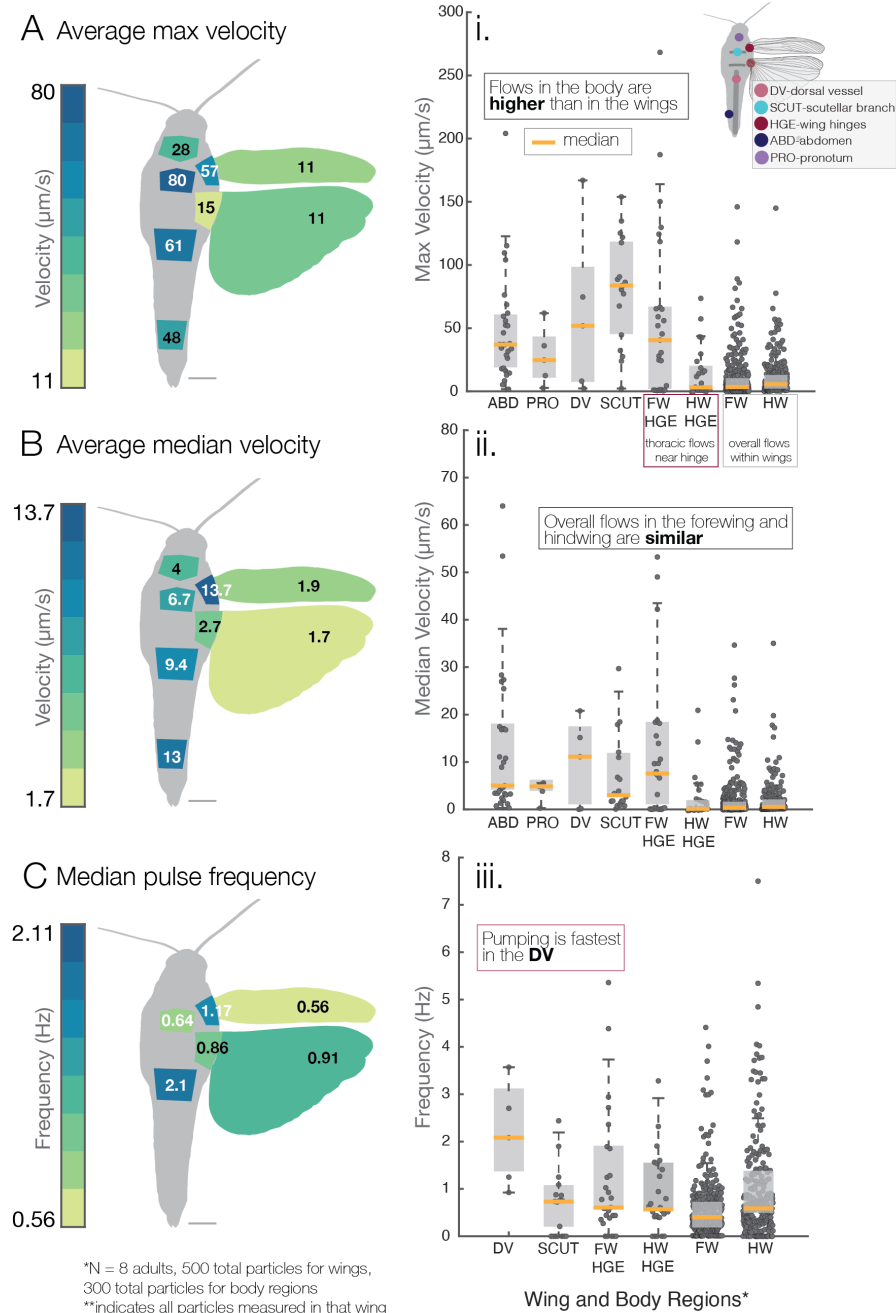 A Average max velocity
80
11
Velocity (µm/s)
28
57
80
15
11
11
61
48
i.
300
250
200
150
100
50
0
Max Velocity (µm/s)
Flows in the body are
higher than in the wings
median
DV-dorsal vessel
SCUT-scutellar branch
HGE-wing hinges
ABD-abdomen
PRO-pronotum
ABD PRO DV SCUT FW HW FW HW
HGE HGE
thoracic flows
near hinge
overall flows
within wings
B Average median velocity
13.7
1.7
Velocity (µm/s)
4
13.7
6.7
2.7
1.9
1.7
9.4
13
ii.
80
70
60
50
40
30
20
10
0
Median Velocity (µm/s)
Overall flows in the forewing and
hindwing are similar
ABD PRO DV SCUT FW HW FW HW
HGE HGE
C Median pulse frequency
2.11
0.56
Frequency (Hz)
0.64
1.17
0.86
0.56
0.91
2.1
iii.
8
7
6
5
4
3
2
1
0
Frequency (Hz)
Pumping is fastest
in the DV
DV SCUT FW HW FW HW
HGE HGE
Wing and Body Regions*
*N = 8 adults, 500 total particles for wings,
300 total particles for body regions
**indicates all particles measured in that wing